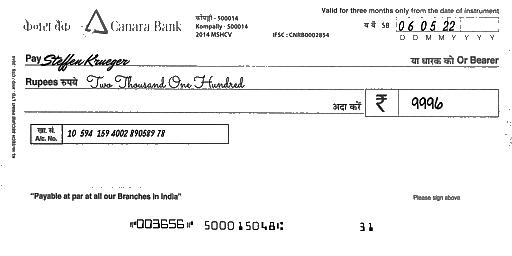 Valid for three months only from the date of instrument
केनरा बैंक Canara Bank
कोंपल्ली - 500014
Kompally - 500014
2014 MSHCV
IFSC : CNRB0002854
SB 06 05 22
D D M M Y Y Y Y
Pay Steffen Krueger या धारक को Or Bearer
Rupees रुपये Two Thousand One Hundred
अदा करें ₹ 9996
खा. सं.
A/c. No. 10 594 159 4002 890589 78
"Payable at par at all our Branches in India"
Please sign above
⑈003656⑈ 500015048⑆ 31